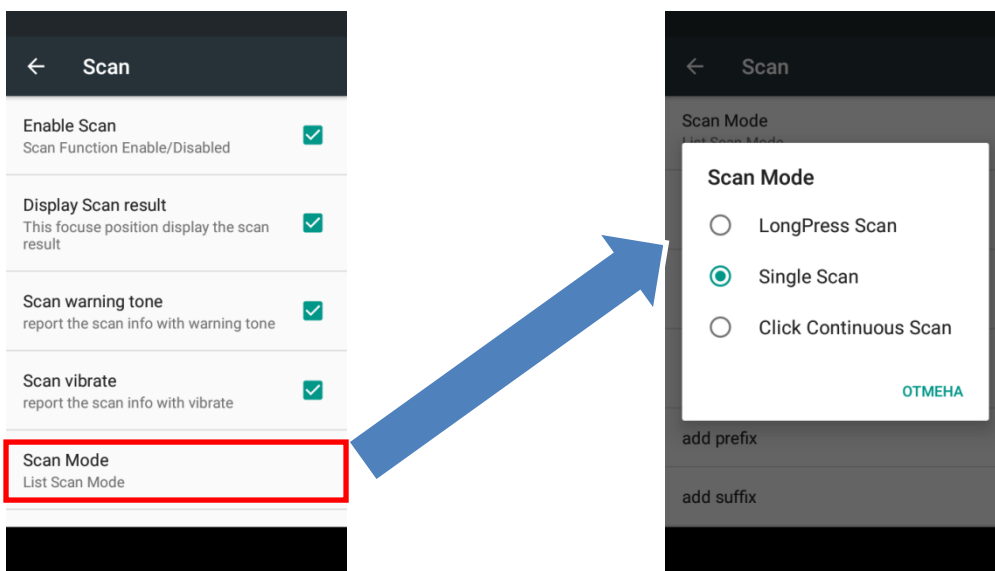 Scan
Enable Scan
Scan Function Enable/Disabled
Display Scan result
This focuse position display the scan
result
Scan warning tone
report the scan info with warning tone
Scan vibrate
report the scan info with vibrate
Scan Mode
List Scan Mode
Scan
Scan Mode
List Scan Mode
Scan Mode
LongPress Scan
Single Scan
Click Continuous Scan
ОТМЕНА
add prefix
add suffix